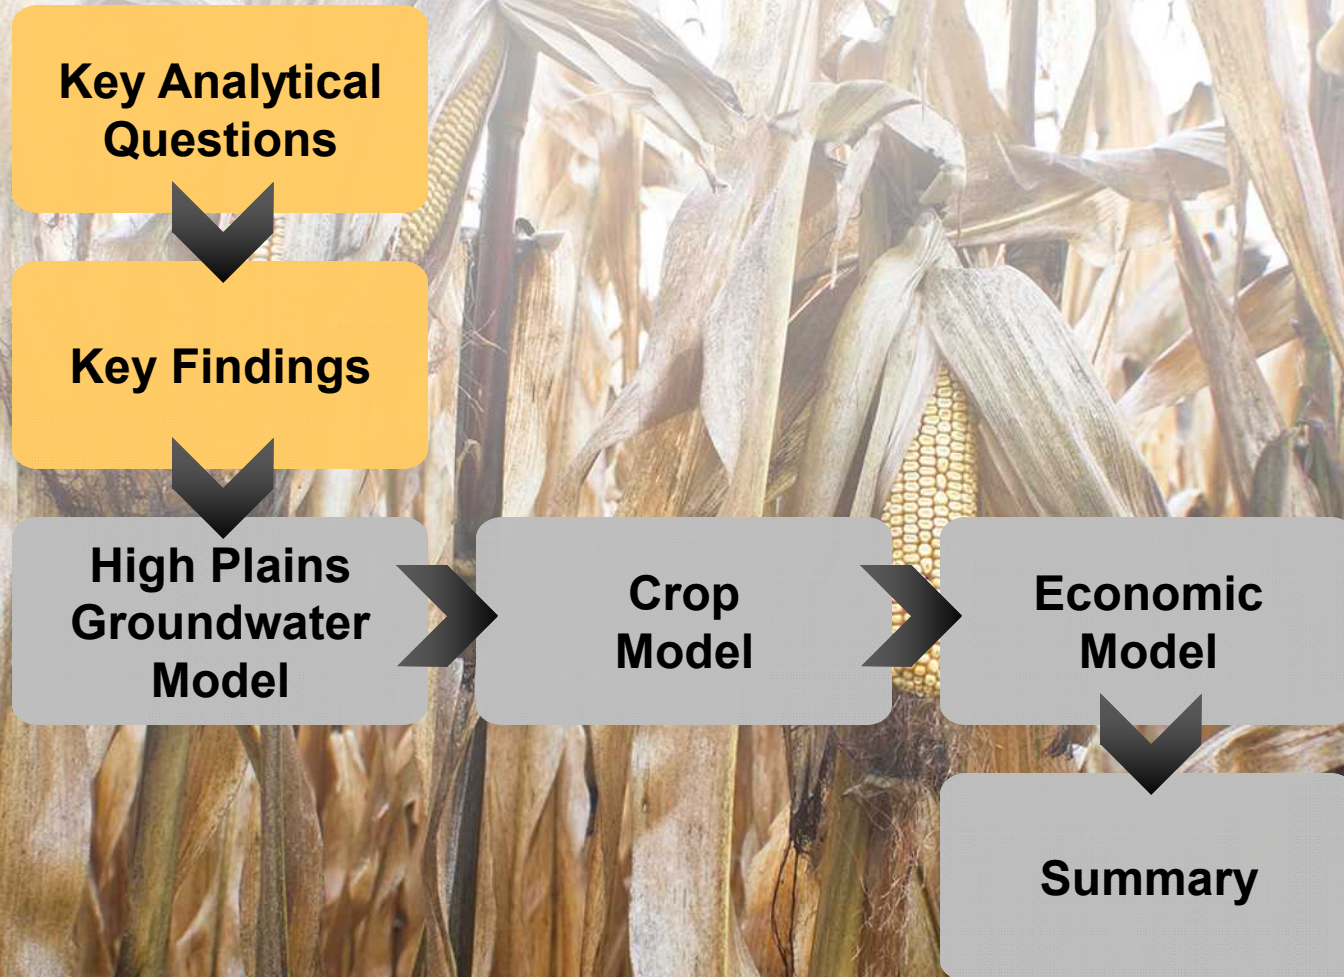 Key Analytical
Questions
Key Findings
High Plains
Groundwater
Model
Crop
Model
Economic
Model
Summary